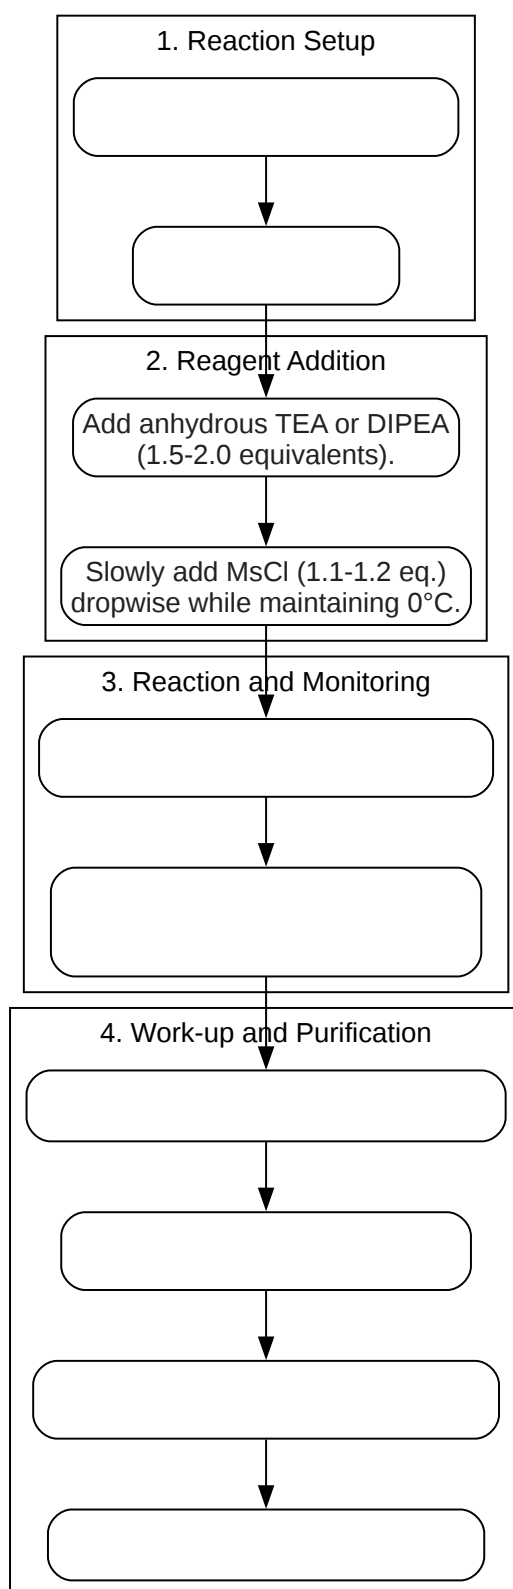 1. Reaction Setup
2. Reagent Addition
Add anhydrous TEA or DIPEA
(1.5-2.0 equivalents).
Slowly add MsCl (1.1-1.2 eq.)
dropwise while maintaining 0°C.
3. Reaction and Monitoring
4. Work-up and Purification